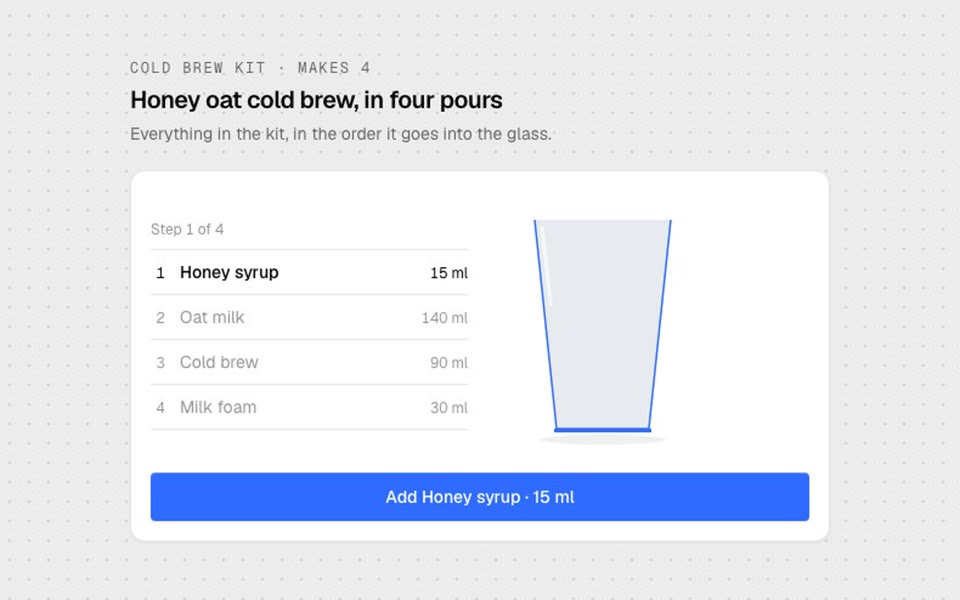 COLD BREW KIT · MAKES 4
Honey oat cold brew, in four pours
Everything in the kit, in the order it goes into the glass.
Step 1 of 4
1 Honey syrup 15 ml
2 Oat milk 140 ml
3 Cold brew 90 ml
4 Milk foam 30 ml
Add Honey syrup · 15 ml